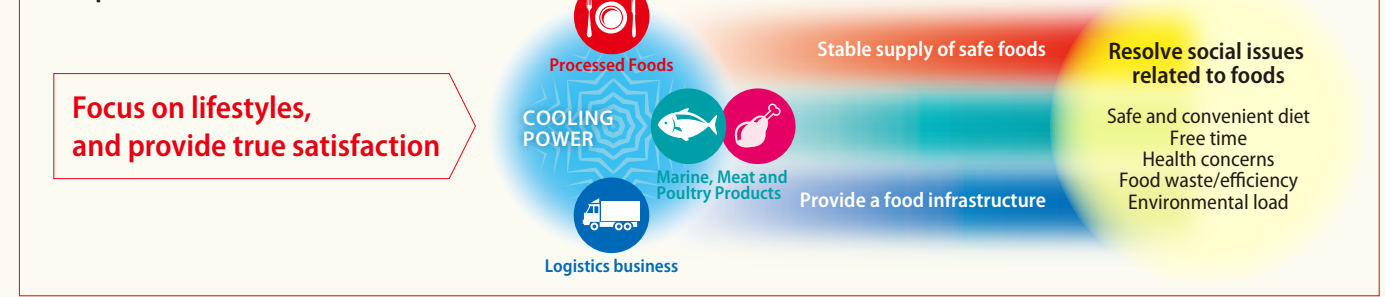 Focus on lifestyles,
and provide true satisfaction
Processed Foods
COOLING
POWER
Marine, Meat and
Poultry Products
Logistics business
Stable supply of safe foods
Provide a food infrastructure
Resolve social issues
related to foods
Safe and convenient diet
Free time
Health concerns
Food waste/efficiency
Environmental load